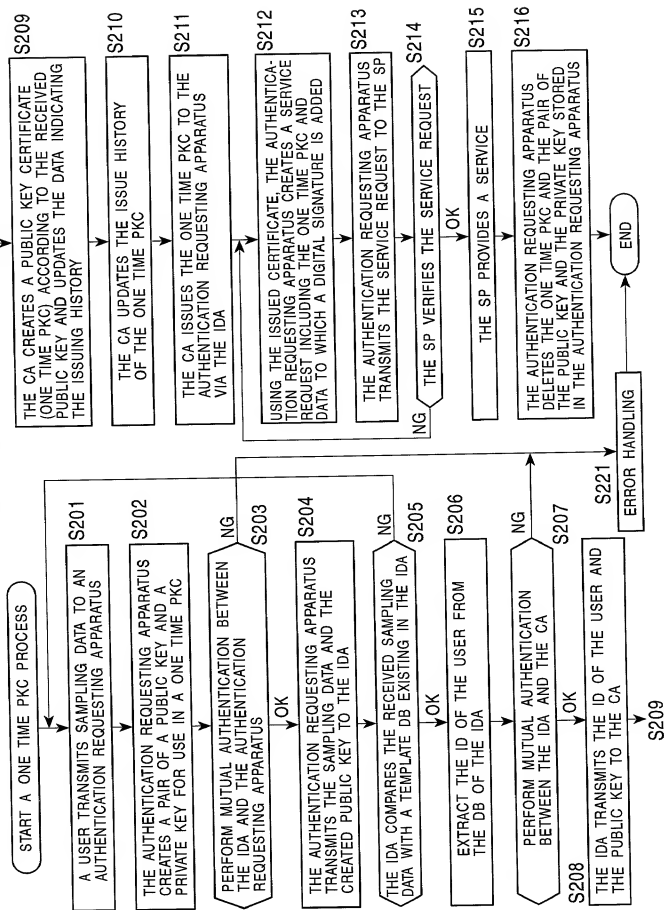 START A ONE TIME PKC PROCESS
S201
A USER TRANSMITS SAMPLING DATA TO AN
AUTHENTICATION REQUESTING APPARATUS
S202
THE AUTHENTICATION REQUESTING APPARATUS
CREATES A PAIR OF A PUBLIC KEY AND A
PRIVATE KEY FOR USE IN A ONE TIME PKC
PERFORM MUTUAL AUTHENTICATION BETWEEN
THE IDA AND THE AUTHENTICATION
REQUESTING APPARATUS
NG
S203
OK
S204
THE AUTHENTICATION REQUESTING APPARATUS
TRANSMITS THE SAMPLING DATA AND THE
CREATED PUBLIC KEY TO THE IDA
THE IDA COMPARES THE RECEIVED SAMPLING
DATA WITH A TEMPLATE DB EXISTING IN THE IDA
NG
S205
OK
S206
EXTRACT THE ID OF THE USER FROM
THE DB OF THE IDA
PERFORM MUTUAL AUTHENTICATION
BETWEEN THE IDA AND THE CA
NG
S207
OK
S208
THE IDA TRANSMITS THE ID OF THE USER AND
THE PUBLIC KEY TO THE CA
S209
S209
THE CA CREATES A PUBLIC KEY CERTIFICATE
(ONE TIME PKC) ACCORDING TO THE RECEIVED
PUBLIC KEY AND UPDATES THE DATA INDICATING
THE ISSUING HISTORY
S210
THE CA UPDATES THE ISSUE HISTORY
OF THE ONE TIME PKC
S211
THE CA ISSUES THE ONE TIME PKC TO THE
AUTHENTICATION REQUESTING APPARATUS
VIA THE IDA
S212
USING THE ISSUED CERTIFICATE, THE AUTHENTICA-
TION REQUESTING APPARATUS CREATES A SERVICE
REQUEST INCLUDING THE ONE TIME PKC AND
DATA TO WHICH A DIGITAL SIGNATURE IS ADDED
S213
THE AUTHENTICATION REQUESTING APPARATUS
TRANSMITS THE SERVICE REQUEST TO THE SP
S214
NG
THE SP VERIFIES THE SERVICE REQUEST
OK
S215
THE SP PROVIDES A SERVICE
S216
THE AUTHENTICATION REQUESTING APPARATUS
DELETES THE ONE TIME PKC AND THE PAIR OF
THE PUBLIC KEY AND THE PRIVATE KEY STORED
IN THE AUTHENTICATION REQUESTING APPARATUS
S221
ERROR HANDLING
END